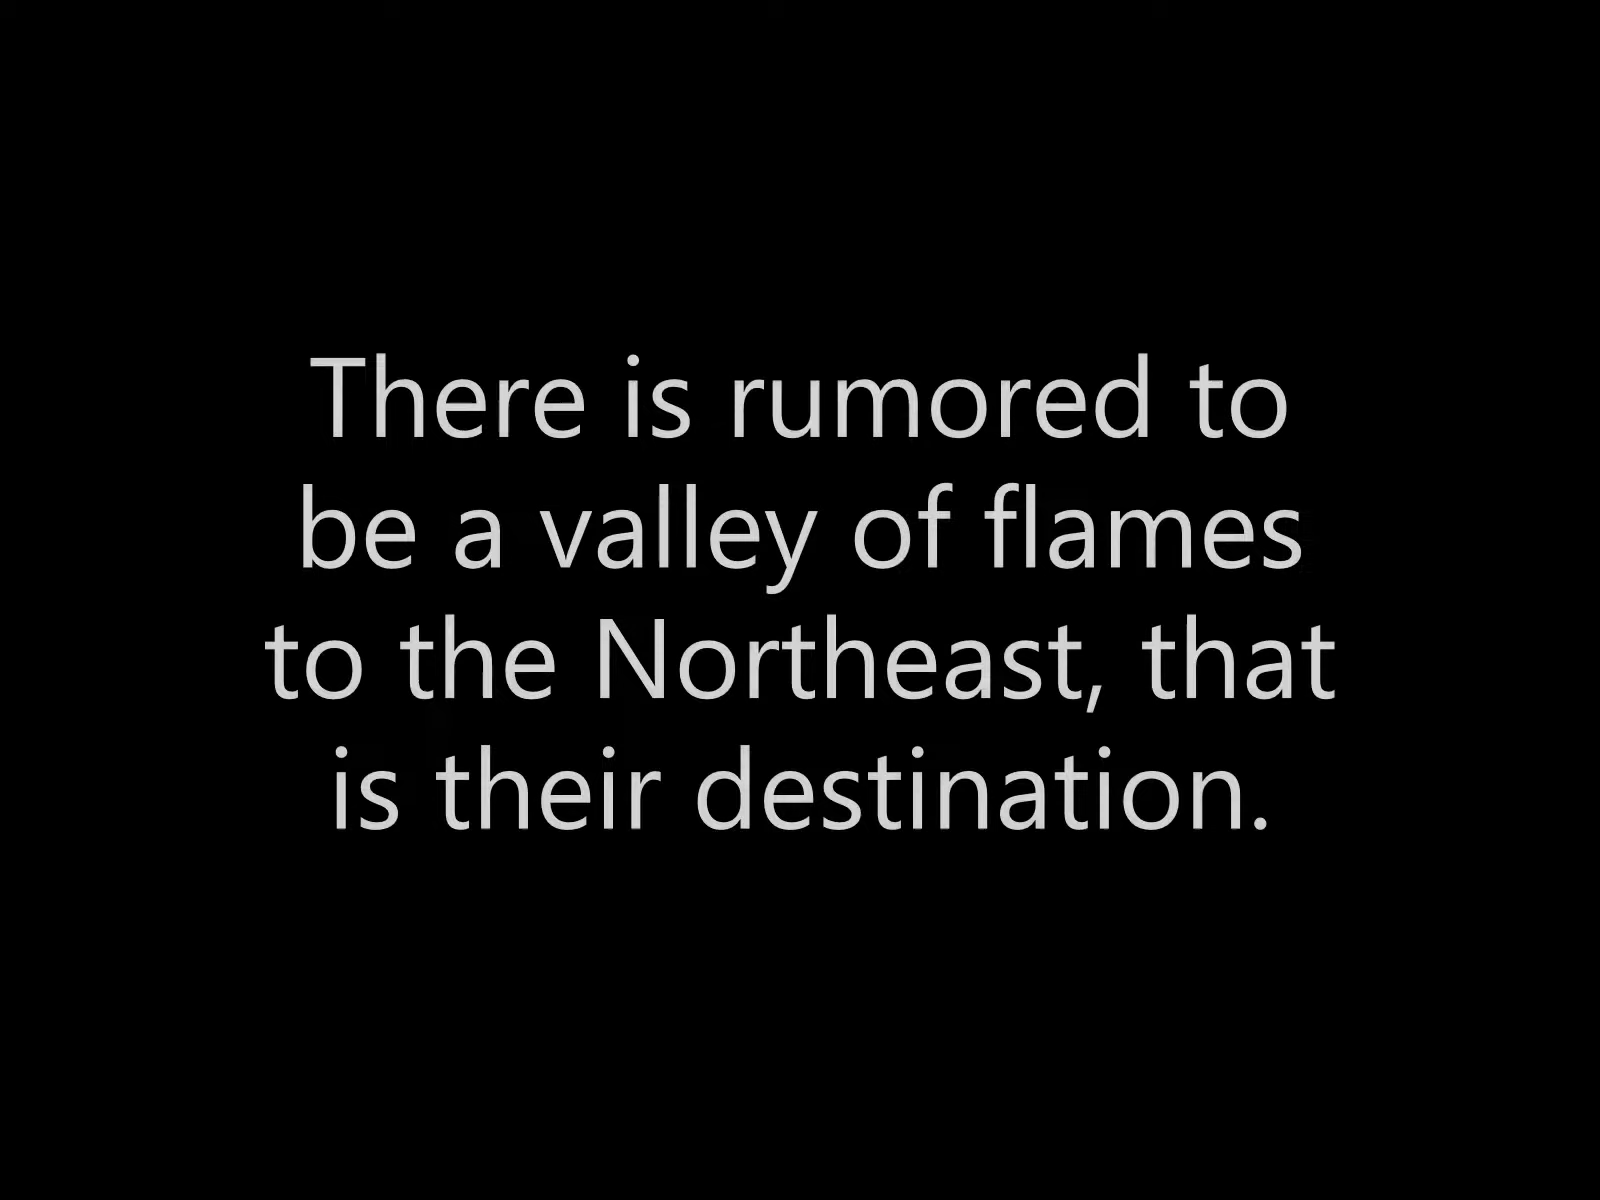 There is rumored to
be a valley of flames
to the Northeast, that
is their destination.